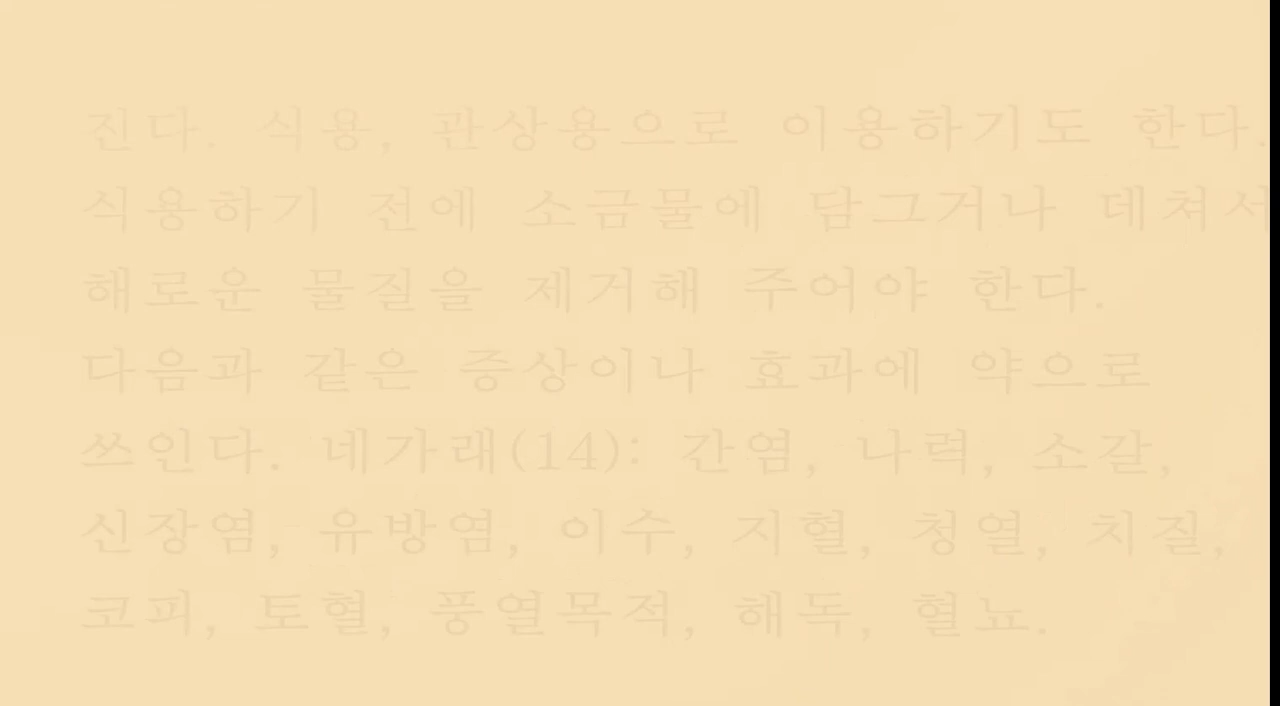 진다. 식용, 관상용으로 이용하기도 한다.
식용하기 전에 소금물에 담그거나 데쳐서
해로운 물질을 제거해 주어야 한다.
다음과 같은 증상이나 효과에 약으로
쓰인다. 네가래(14): 간염, 나력, 소갈,
신장염, 유방염, 이수, 지혈, 청열, 치질,
코피, 토혈, 풍열목적, 해독, 혈뇨.